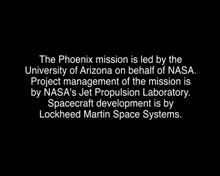 The Phoenix mission is led by the
University of Arizona on behalf of NASA.
Project management of the mission is
by NASA's Jet Propulsion Laboratory.
Spacecraft development is by
Lockheed Martin Space Systems.